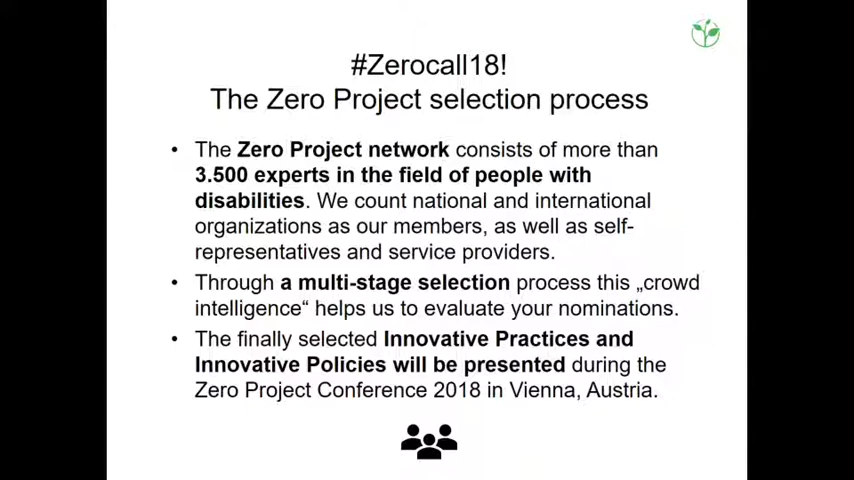 #Zerocall18!
The Zero Project selection process
• The Zero Project network consists of more than
3.500 experts in the field of people with
disabilities. We count national and international
organizations as our members, as well as self-
representatives and service providers.
• Through a multi-stage selection process this „crowd
intelligence“ helps us to evaluate your nominations.
• The finally selected Innovative Practices and
Innovative Policies will be presented during the
Zero Project Conference 2018 in Vienna, Austria.